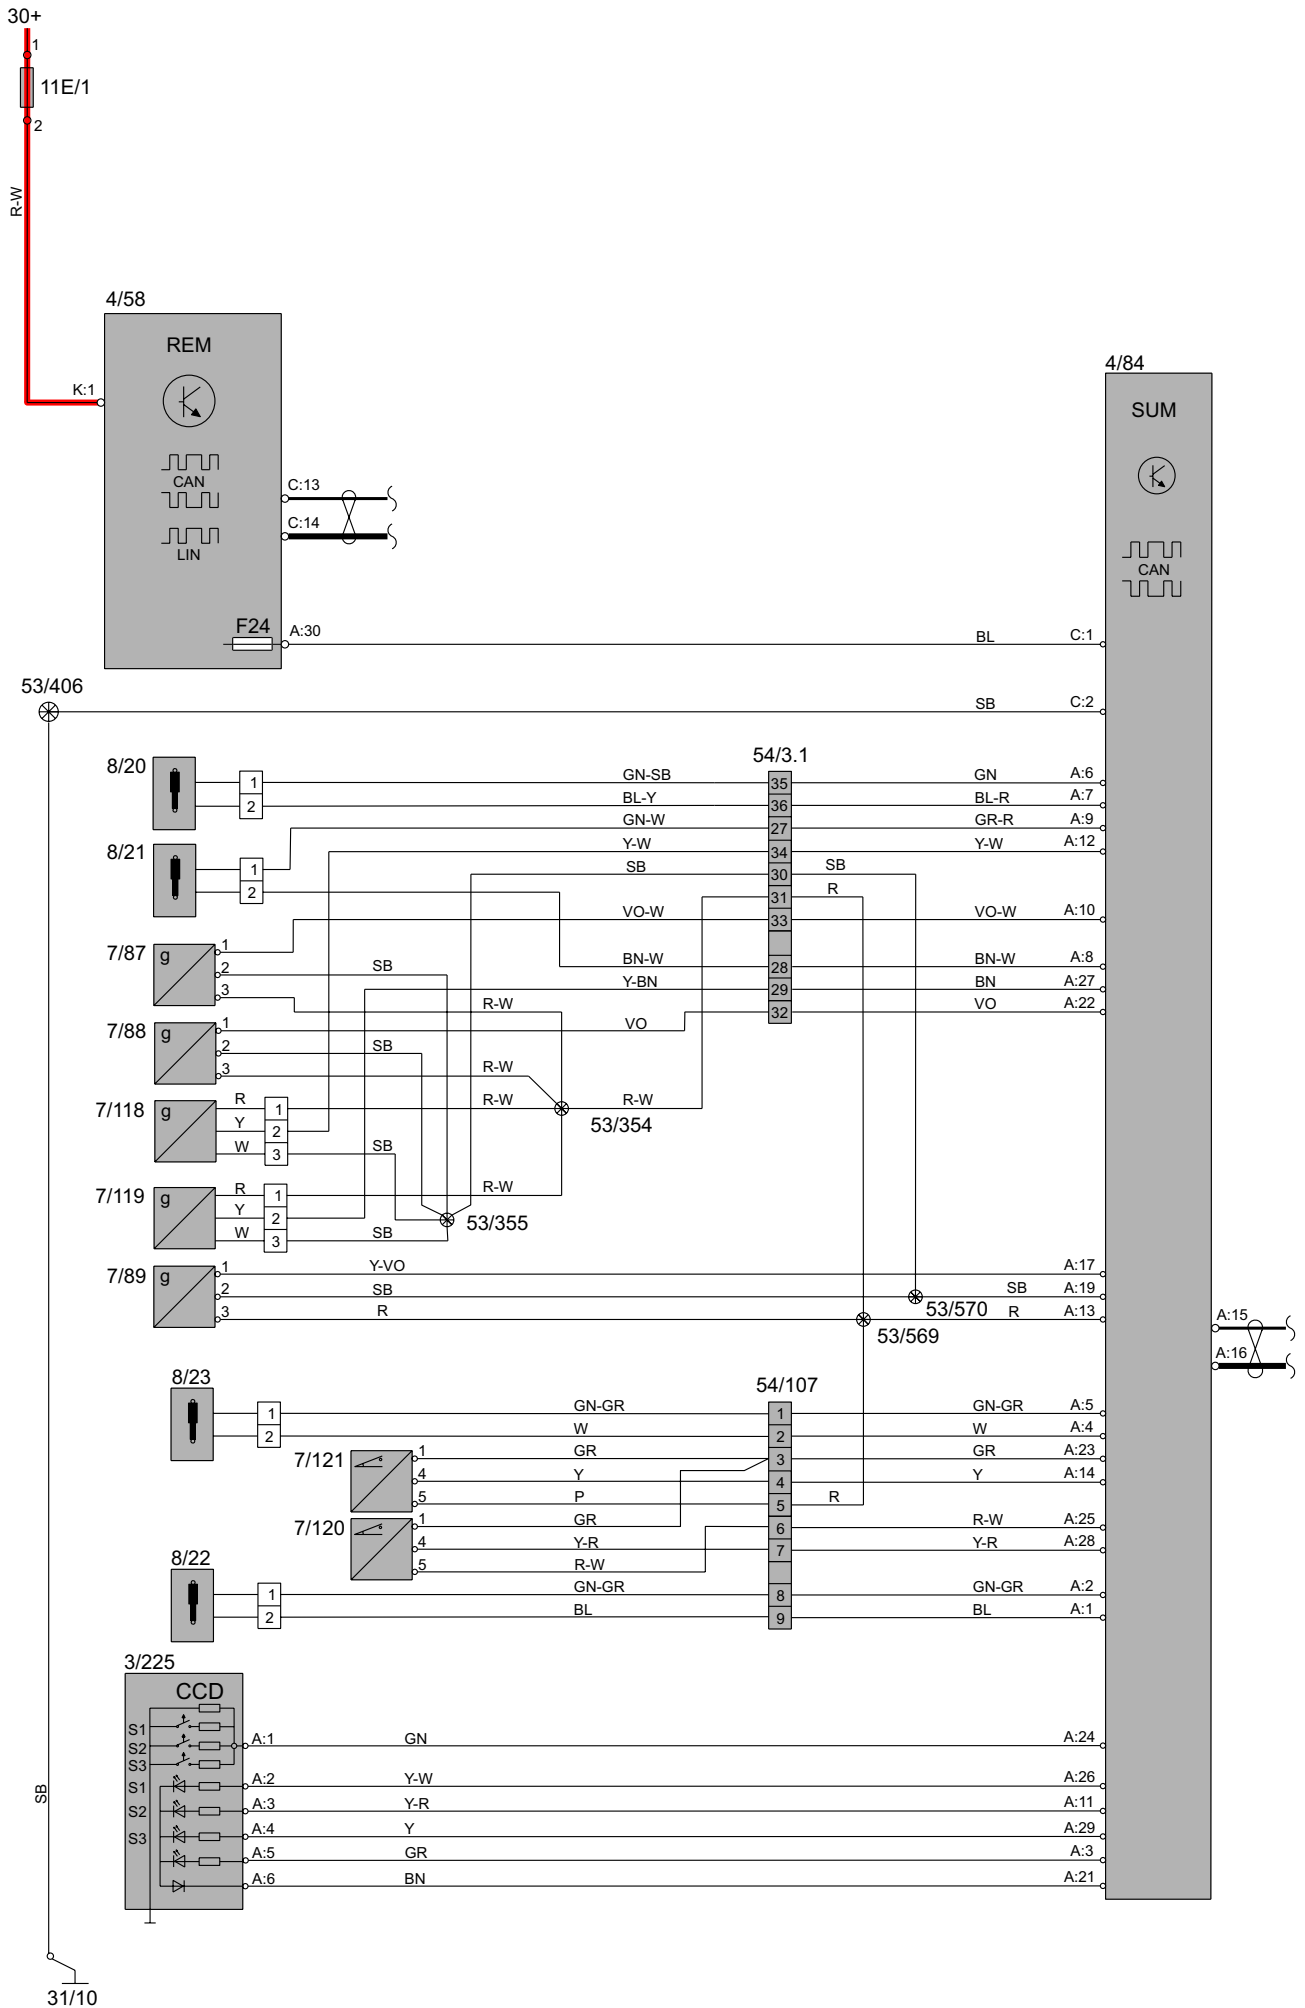 30+
1
11E/1
2
R-W
4/58
REM
K:1
CAN
LIN
C:13
C:14
F24
A:30
BL
C:1
4/84
SUM
CAN
53/406
SB
C:2
54/3.1
8/20
1
GN-SB
35
GN
A:6
2
BL-Y
36
BL-R
A:7
GN-W
27
GR-R
A:9
8/21
Y-W
34
Y-W
A:12
1
SB
30
SB
2
31
R
VO-W
33
VO-W
A:10
7/87
g
1
2
3
SB
BN-W
28
BN-W
A:8
Y-BN
29
BN
A:27
R-W
32
VO
A:22
7/88
g
1
2
3
VO
SB
R-W
7/118
g
R
1
R-W
R-W
Y
2
53/354
W
3
SB
7/119
g
R
1
R-W
Y
2
53/355
W
3
SB
7/89
g
1
Y-VO
A:17
2
SB
SB
A:19
53/570
3
R
R
A:13
53/569
A:15
A:16
8/23
54/107
1
GN-GR
1
GN-GR
A:5
2
W
2
W
A:4
7/121
1
GR
3
GR
A:23
4
Y
4
Y
A:14
5
P
5
R
7/120
1
GR
6
R-W
A:25
4
Y-R
7
Y-R
A:28
5
R-W
8/22
1
GN-GR
8
GN-GR
A:2
2
BL
9
BL
A:1
3/225
CCD
S1
S2
S3
A:1
GN
A:24
S1
A:2
Y-W
A:26
S2
A:3
Y-R
A:11
S3
A:4
Y
A:29
A:5
GR
A:3
A:6
BN
A:21
SB
31/10